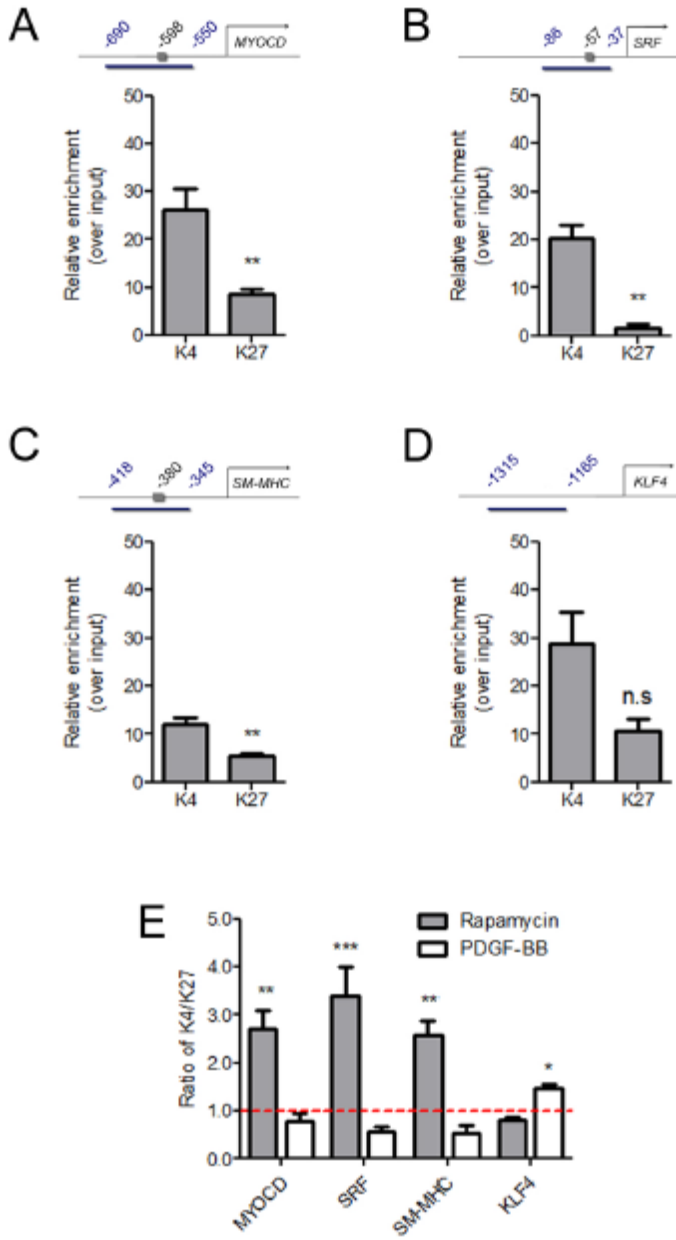 A
-690 -598 -550 MYOCD
50
40
30
20
10
0
Relative enrichment
(over input)
**
K4 K27
B
-86 -57 -37 SRF
50
40
30
20
10
0
Relative enrichment
(over input)
**
K4 K27
C
-418 -380 -345 SM-MHC
50
40
30
20
10
0
Relative enrichment
(over input)
**
K4 K27
D
-1315 -1165 KLF4
50
40
30
20
10
0
Relative enrichment
(over input)
n.s
K4 K27
E
Rapamycin
PDGF-BB
5.0
4.0
3.0
2.0
1.0
0.0
Ratio of K4/K27
** *** ** *
MYOCD SRF SM-MHC KLF4